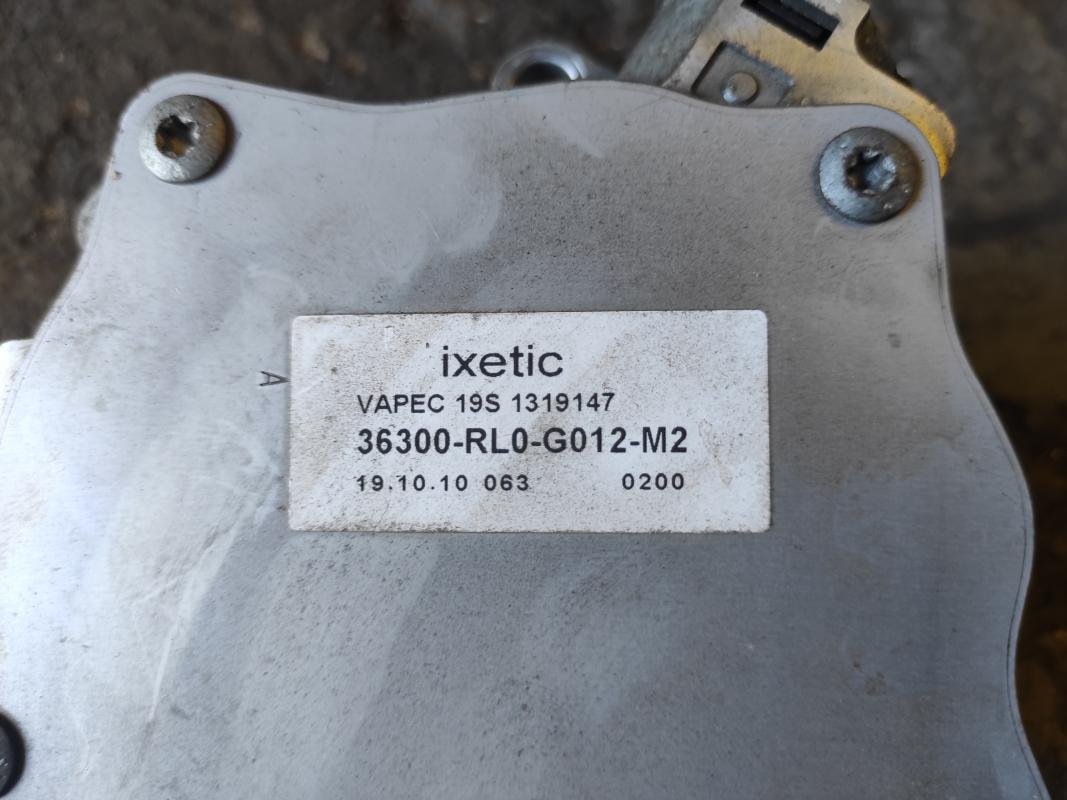 ixetic
VAPEC 19S 1319147
36300-RL0-G012-M2
19.10.10 063 0200
A